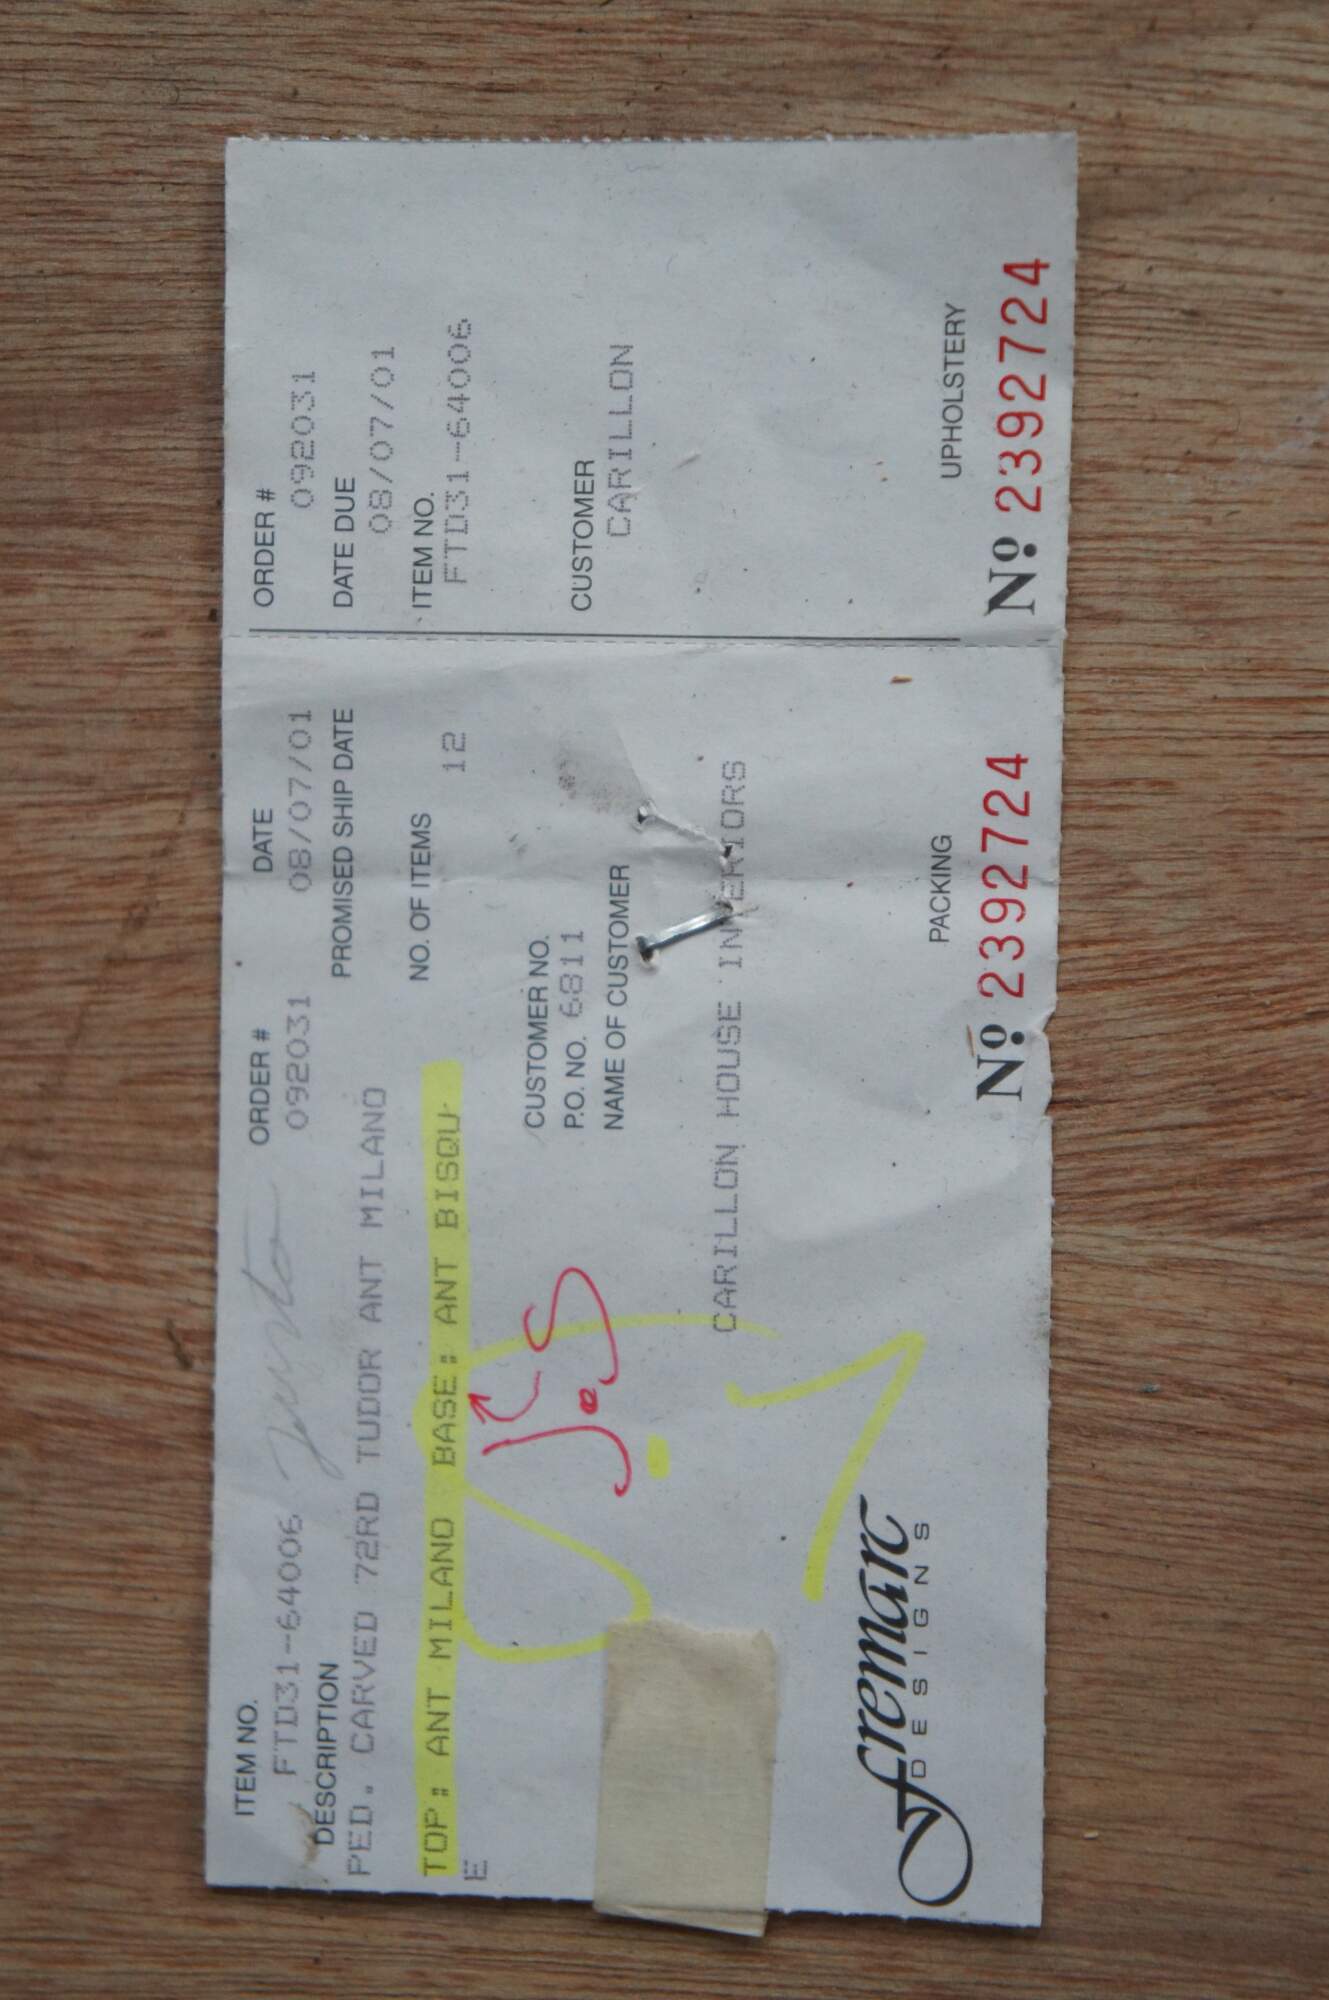 ITEM NO.
FTD31-64006
ORDER #
092031
DATE
08/07/01
DESCRIPTION
PED. CARVED 72RD TUDOR ANT MILANO
PROMISED SHIP DATE
TOP: ANT MILANO BASE: ANT BISQU
E
NO. OF ITEMS
12
CUSTOMER NO.
P.O. NO. 6811
NAME OF CUSTOMER
CARILLON HOUSE IN ERIORS
fremarc
DESIGNS
PACKING
No. 2392724
ORDER #
092031
DATE DUE
08/07/01
ITEM NO.
FTD31-64006
CUSTOMER
CARILLON
UPHOLSTERY
No. 2392724